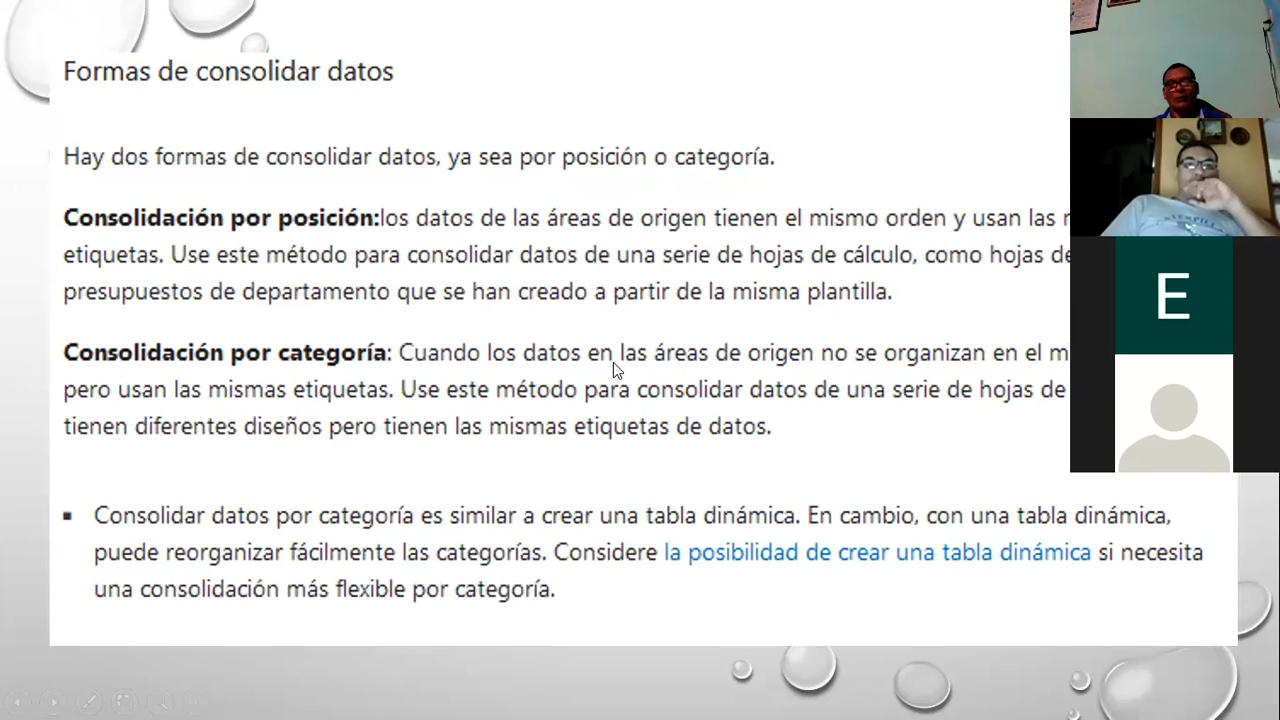 Formas de consolidar datos
Hay dos formas de consolidar datos, ya sea por posición o categoría.
Consolidación por posición:los datos de las áreas de origen tienen el mismo orden y usan las
etiquetas. Use este método para consolidar datos de una serie de hojas de cálculo, como hojas de
presupuestos de departamento que se han creado a partir de la misma plantilla.
Consolidación por categoría: Cuando los datos en las áreas de origen no se organizan en el
pero usan las mismas etiquetas. Use este método para consolidar datos de una serie de hojas de
tienen diferentes diseños pero tienen las mismas etiquetas de datos.
▪ Consolidar datos por categoría es similar a crear una tabla dinámica. En cambio, con una tabla dinámica,
puede reorganizar fácilmente las categorías. Considere la posibilidad de crear una tabla dinámica si necesita
una consolidación más flexible por categoría.
E